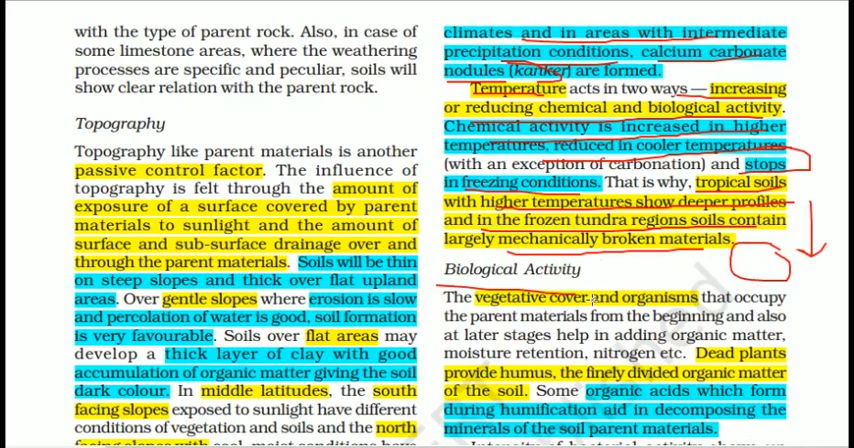 with the type of parent rock. Also, in case of
some limestone areas, where the weathering
processes are specific and peculiar, soils will
show clear relation with the parent rock.
Topography
Topography like parent materials is another
passive control factor. The influence of
topography is felt through the amount of
exposure of a surface covered by parent
materials to sunlight and the amount of
surface and sub-surface drainage over and
through the parent materials. Soils will be thin
on steep slopes and thick over flat upland
areas. Over gentle slopes where erosion is slow
and percolation of water is good, soil formation
is very favourable. Soils over flat areas may
develop a thick layer of clay with good
accumulation of organic matter giving the soil
dark colour. In middle latitudes, the south
facing slopes exposed to sunlight have different
conditions of vegetation and soils and the north
facing slopes with cool, moist conditions have
climates and in areas with intermediate
precipitation conditions, calcium carbonate
nodules (kanker) are formed.
Temperature acts in two ways — increasing
or reducing chemical and biological activity.
Chemical activity is increased in higher
temperatures, reduced in cooler temperatures
(with an exception of carbonation) and stops
in freezing conditions. That is why, tropical soils
with higher temperatures show deeper profiles
and in the frozen tundra regions soils contain
largely mechanically broken materials.
Biological Activity
The vegetative cover and organisms that occupy
the parent materials from the beginning and also
at later stages help in adding organic matter,
moisture retention, nitrogen etc. Dead plants
provide humus, the finely divided organic matter
of the soil. Some organic acids which form
during humification aid in decomposing the
minerals of the soil parent materials.